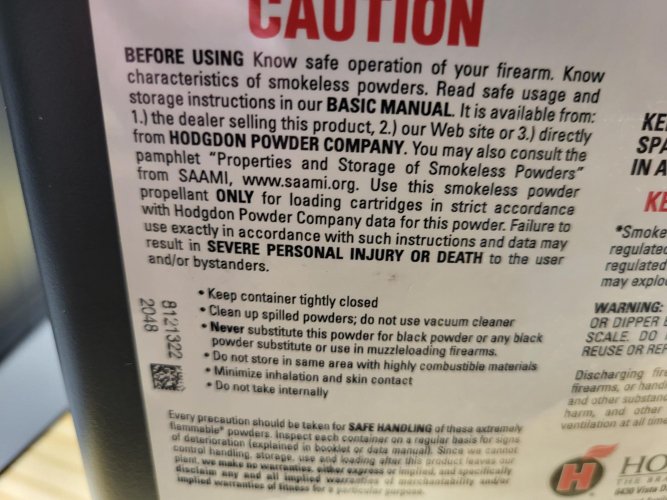 CAUTION
BEFORE USING Know safe operation of your firearm. Know
characteristics of smokeless powders. Read safe usage and
storage instructions in our BASIC MANUAL. It is available from:
1.) the dealer selling this product, 2.) our Web site or 3.) directly
from HODGDON POWDER COMPANY. You may also consult the
pamphlet “Properties and Storage of Smokeless Powders”
from SAAMI, www.saami.org. Use this smokeless powder
propellant ONLY for loading cartridges in strict accordance
with Hodgdon Powder Company data for this powder. Failure to
use exactly in accordance with such instructions and data may
result in SEVERE PERSONAL INJURY OR DEATH to the user
and/or bystanders.
• Keep container tightly closed
• Clean up spilled powders; do not use vacuum cleaner
• Never substitute this powder for black powder or any black
powder substitute or use in muzzleloading firearms.
• Do not store in same area with highly combustible materials
• Minimize inhalation and skin contact
• Do not take internally
8121322
2048
Every precaution should be taken for SAFE HANDLING of these extremely
flammable* powders. Inspect each container on a regular basis for signs
of deterioration (explained in booklet or data manual). Since we cannot
control handling, storage, use and loading after this product leaves our
plant, we make no warranties, either express or implied, and specifically
disclaim any and all implied warranties of merchantability and/or
implied warranties of fitness for a particular purpose.
KE
SPA
IN A
KE
*Smoke
regulated
regulated
may explo
WARNING:
OR DIPPER
SCALE. DO
REUSE OR REF
Discharging fire
firearms, or hand
and other substan
harm, and other
ventilation at all time
H
HO
THE BRA
6430 Vista D